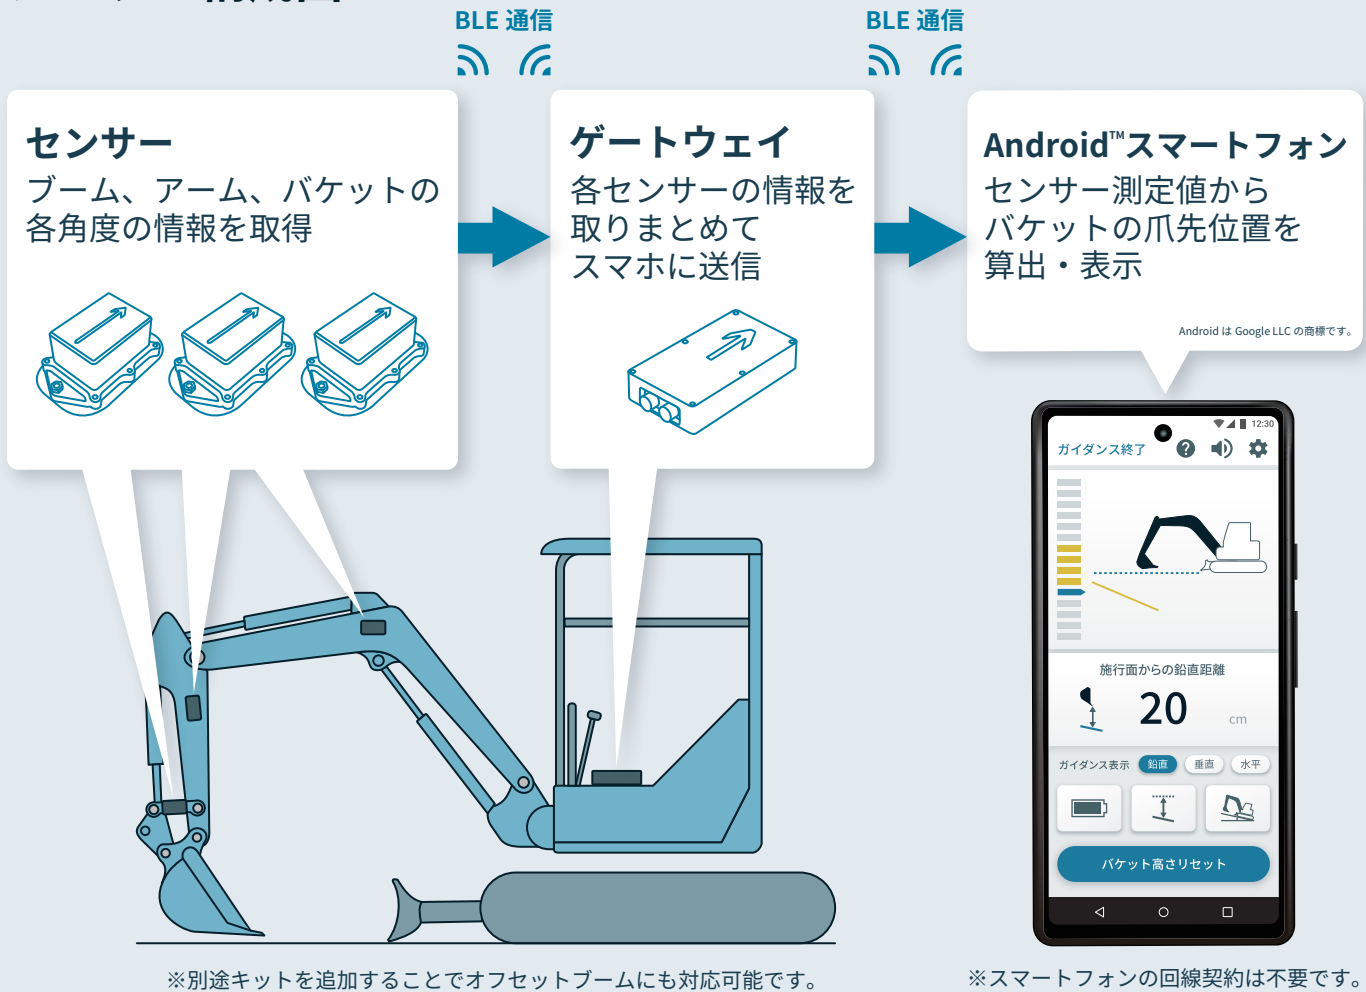 BLE 通信
BLE 通信
センサー
ブーム、アーム、バケットの
各角度の情報を取得
ゲートウェイ
各センサーの情報を
取りまとめて
スマホに送信
Android™スマートフォン
センサー測定値から
バケットの爪先位置を
算出・表示
Android は Google LLC の商標です。
12:30
ガイダンス終了
施行面からの鉛直距離
20 cm
ガイダンス表示 鉛直 垂直 水平
バケット高さリセット
※別途キットを追加することでオフセットブームにも対応可能です。
※スマートフォンの回線契約は不要です。